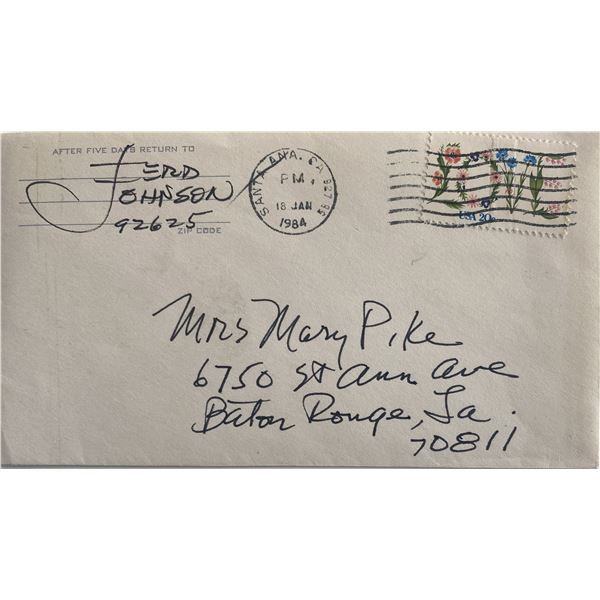 AFTER FIVE DAYS RETURN TO
FERD
JOHNSON
92625
ZIP CODE
SANTA ANA, CA 927
PM
18 JAN
1984
USA 20c
Mrs Mary Pike
6750 St Ann Ave
Baton Rouge, La.
70811